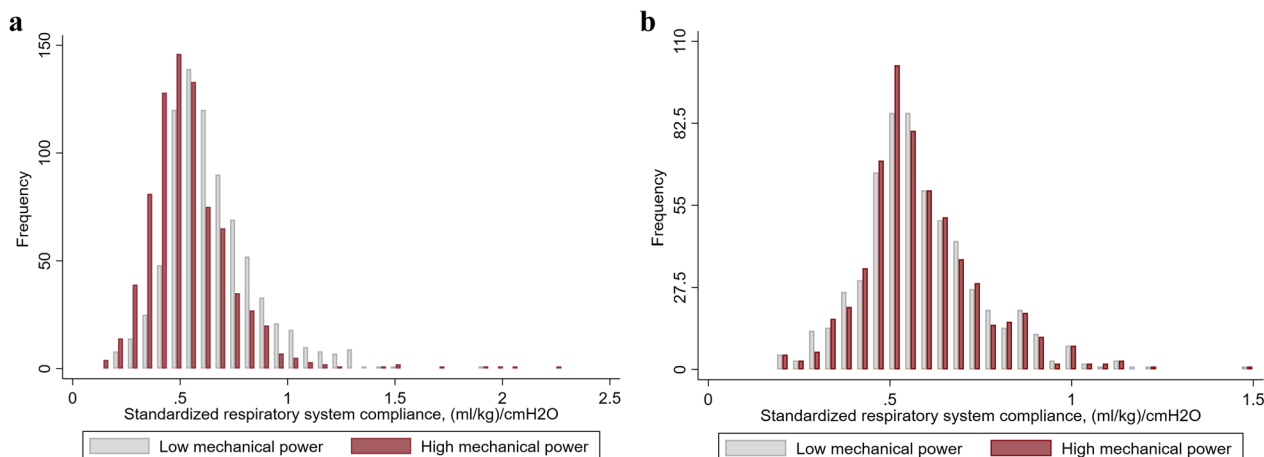 a
150
100
50
0
Frequency
0 .5 1 1.5 2 2.5
Standardized respiratory system compliance, (ml/kg)/cmH2O
Low mechanical power High mechanical power
b
110
82.5
55
27.5
0
Frequency
0 .5 1 1.5
Standardized respiratory system compliance, (ml/kg)/cmH2O
Low mechanical power High mechanical power